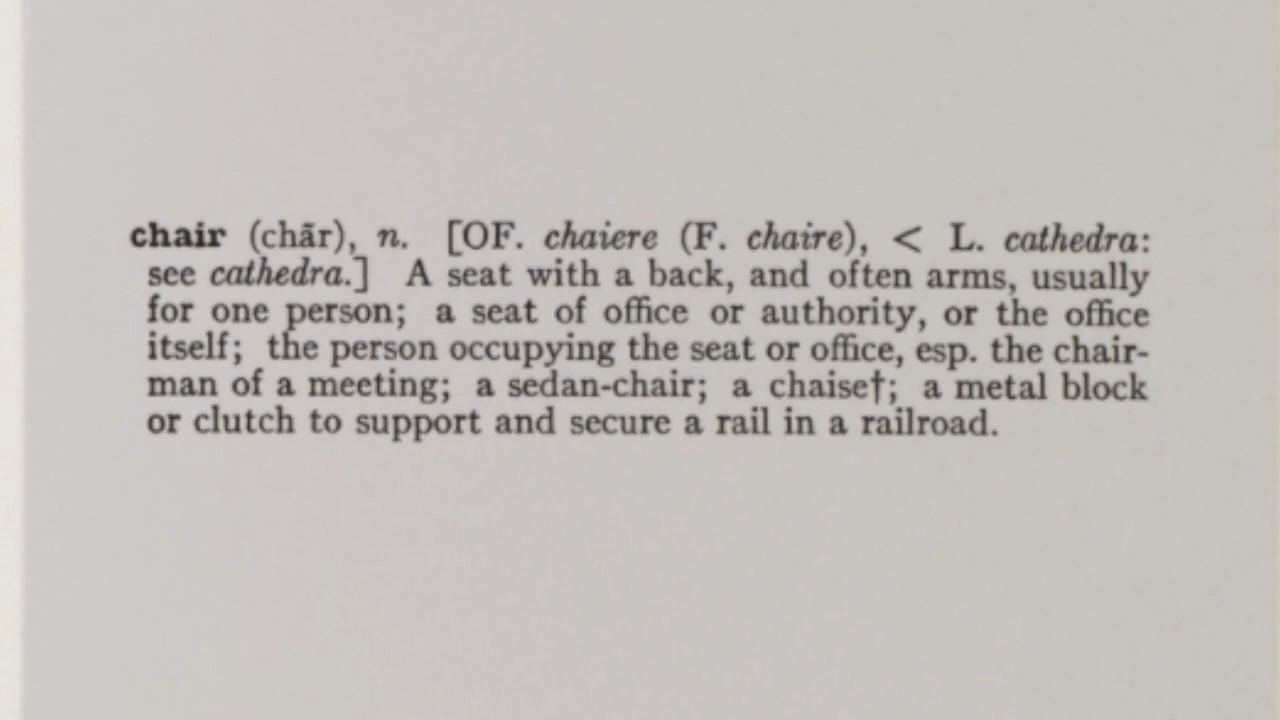 chair (chãr), n. [OF. chaiere (F. chaire), < L. cathedra:
see cathedra.] A seat with a back, and often arms, usually
for one person; a seat of office or authority, or the office
itself; the person occupying the seat or office, esp. the chair-
man of a meeting; a sedan-chair; a chaise†; a metal block
or clutch to support and secure a rail in a railroad.